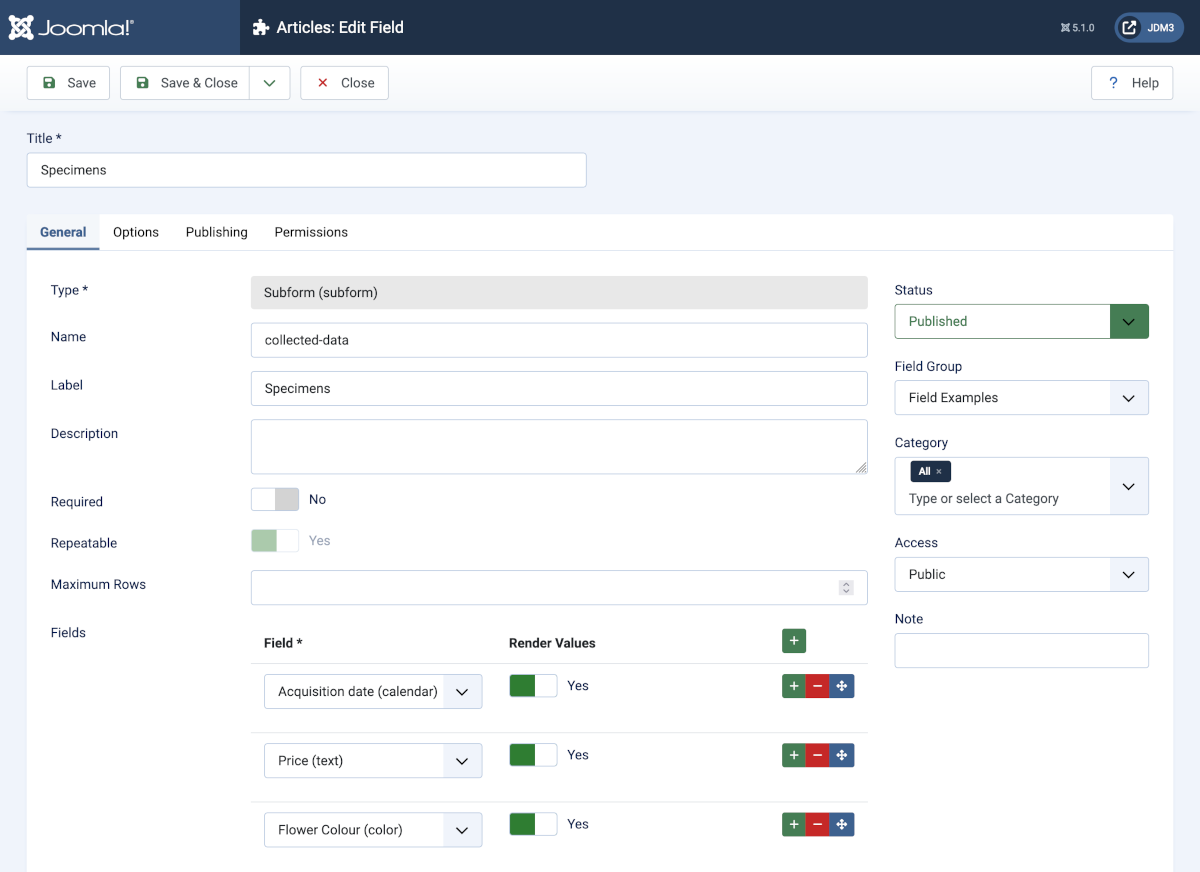 Joomla!®
Articles: Edit Field
5.1.0
JDM3
Save
Save & Close
Close
? Help
Title *
Specimens
General Options Publishing Permissions
Type *
Subform (subform)
Name
collected-data
Label
Specimens
Description
Required
No
Repeatable
Yes
Maximum Rows
Fields
Field * Render Values
Acquisition date (calendar)
Yes
Price (text)
Yes
Flower Colour (color)
Yes
Status
Published
Field Group
Field Examples
Category
All ×
Type or select a Category
Access
Public
Note